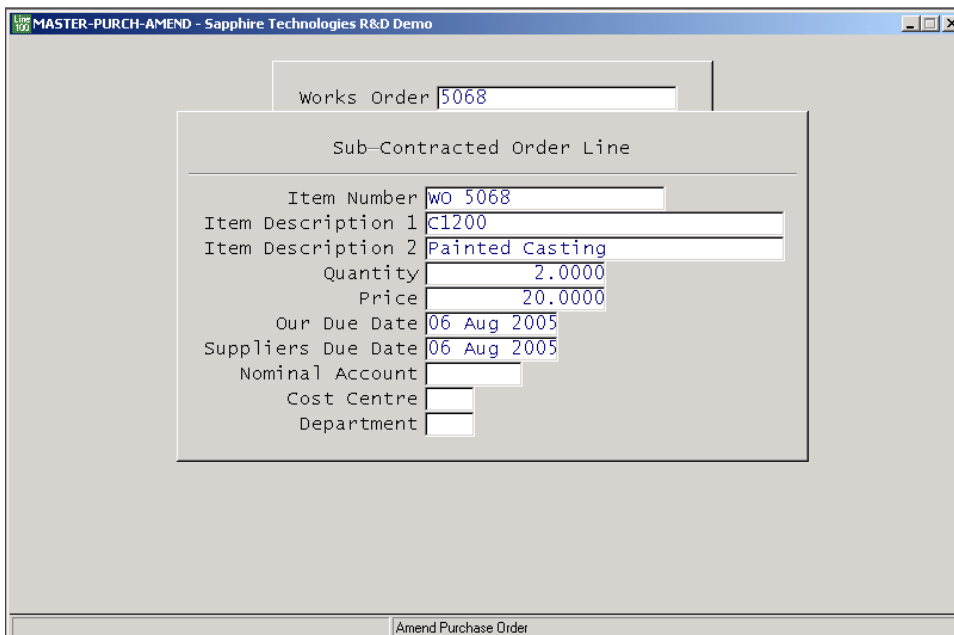 Line 100 MASTER-PURCH-AMEND - Sapphire Technologies R&D Demo
Works Order 5068
Sub-Contracted Order Line
Item Number WO 5068
Item Description 1 C1200
Item Description 2 Painted Casting
Quantity 2.0000
Price 20.0000
Our Due Date 06 Aug 2005
Suppliers Due Date 06 Aug 2005
Nominal Account
Cost Centre
Department
Amend Purchase Order